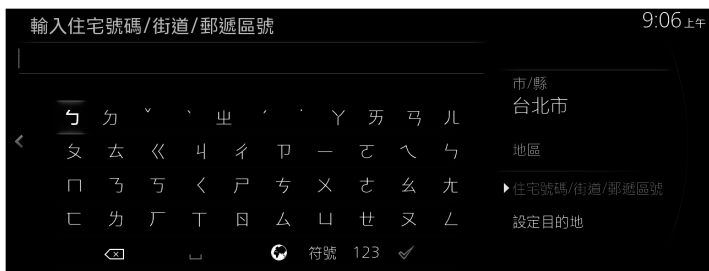 輸入住宅號碼/街道/郵遞區號
9:06上午
ㄅ ㄉ ˇ ˋ ㄓ ˊ ˙ ㄚ ㄞ ㄢ ㄦ
ㄆ ㄊ ㄍ ㄐ ㄔ ㄗ ㄧ ㄛ ㄟ ㄣ
ㄇ ㄋ ㄎ ㄑ ㄕ ㄘ ㄨ ㄜ ㄠ ㄤ
ㄈ ㄌ ㄏ ㄒ ㄖ ㄙ ㄩ ㄝ ㄡ ㄥ
符號 123
市/縣
台北市
地區
住宅號碼/街道/郵遞區號
設定目的地